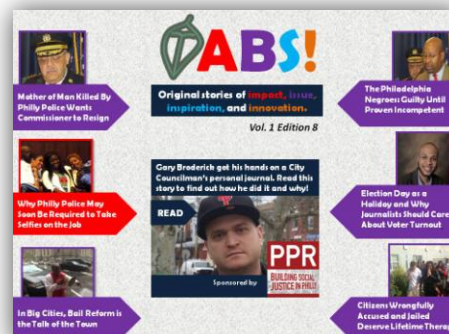 TABS!
Original stories of impact, issue,
inspiration, and innovation.
Vol. 1 Edition 8
Mother of Man Killed By
Philly Police Wants
Commissioner to Resign
Why Philly Police May
Soon Be Required to Take
Selfies on the Job
In Big Cities, Bail Reform is
the Talk of the Town
Gary Broderick got his hands on a City
Councilman's personal journal. Read this
story to find out how he did it and why!
READ
Sponsored by
PPR
BUILDING SOCIAL
JUSTICE IN PHILLY
The Philadelphia
Negroes: Guilty Until
Proven Incompetent
Election Day as a
Holiday and Why
Journalists Should Care
About Voter Turnout
Citizens Wrongfully
Accused and Jailed
Deserve Lifetime Therapy